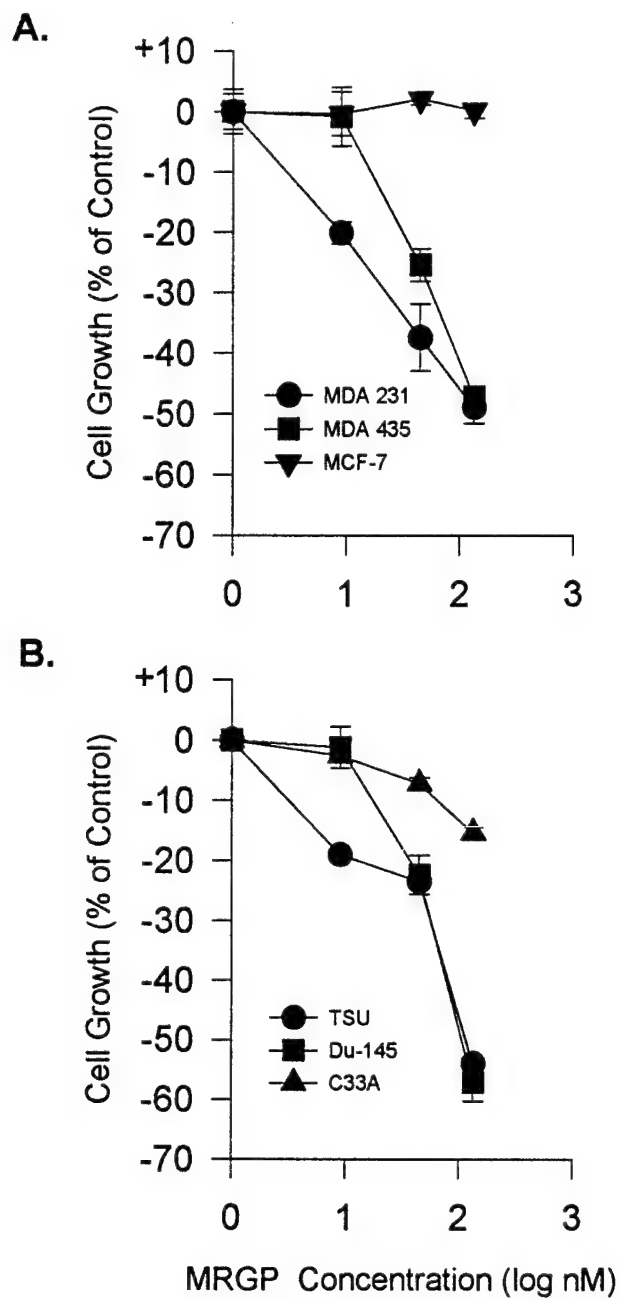 A.
Cell Growth (% of Control)
+10
0
-10
-20
-30
-40
-50
-60
-70
MDA 231
MDA 435
MCF-7
0 1 2 3
B.
Cell Growth (% of Control)
+10
0
-10
-20
-30
-40
-50
-60
-70
TSU
Du-145
C33A
0 1 2 3
MRGP Concentration (log nM)